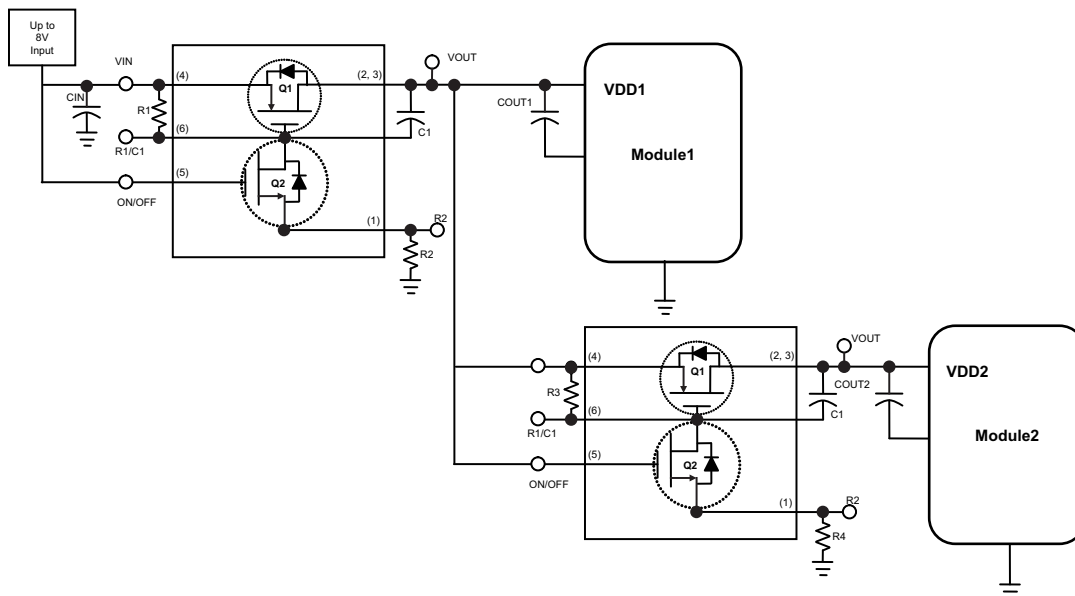 Up to
8V
Input
VIN
CIN
R1
(4)
Q1
(2, 3)
VOUT
C1
COUT1
VDD1
Module1
(6)
R1/C1
(5)
ON/OFF
Q2
(1)
R2
R2
(4)
Q1
(2, 3)
VOUT
R3
C1
COUT2
VDD2
Module2
(6)
R1/C1
(5)
ON/OFF
Q2
(1)
R2
R4